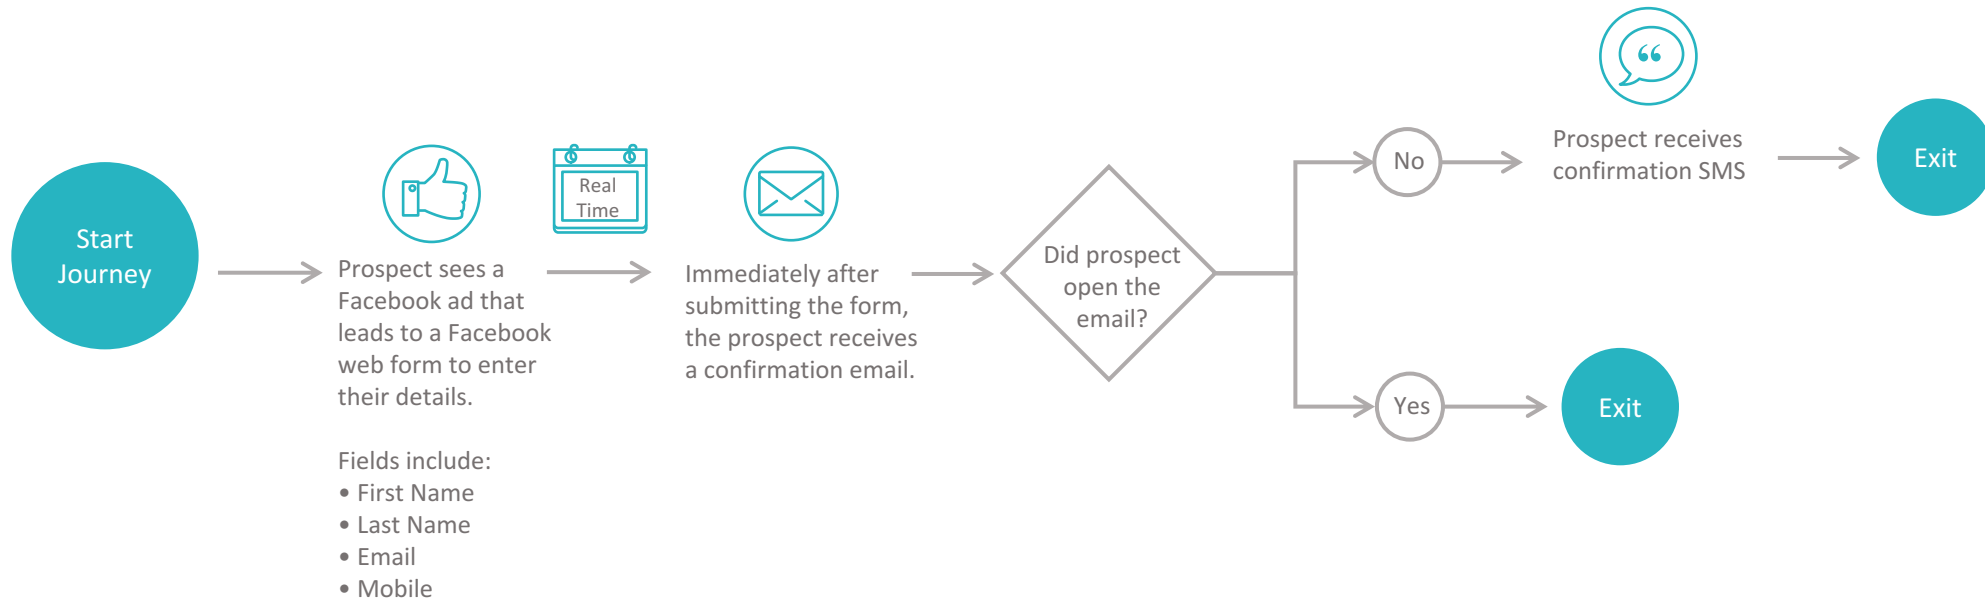 Start
Journey
Prospect sees a
Facebook ad that
leads to a Facebook
web form to enter
their details.
Fields include:
• First Name
• Last Name
• Email
• Mobile
Real
Time
Immediately after
submitting the form,
the prospect receives
a confirmation email.
Did prospect
open the
email?
No
Prospect receives
confirmation SMS
Exit
Yes
Exit